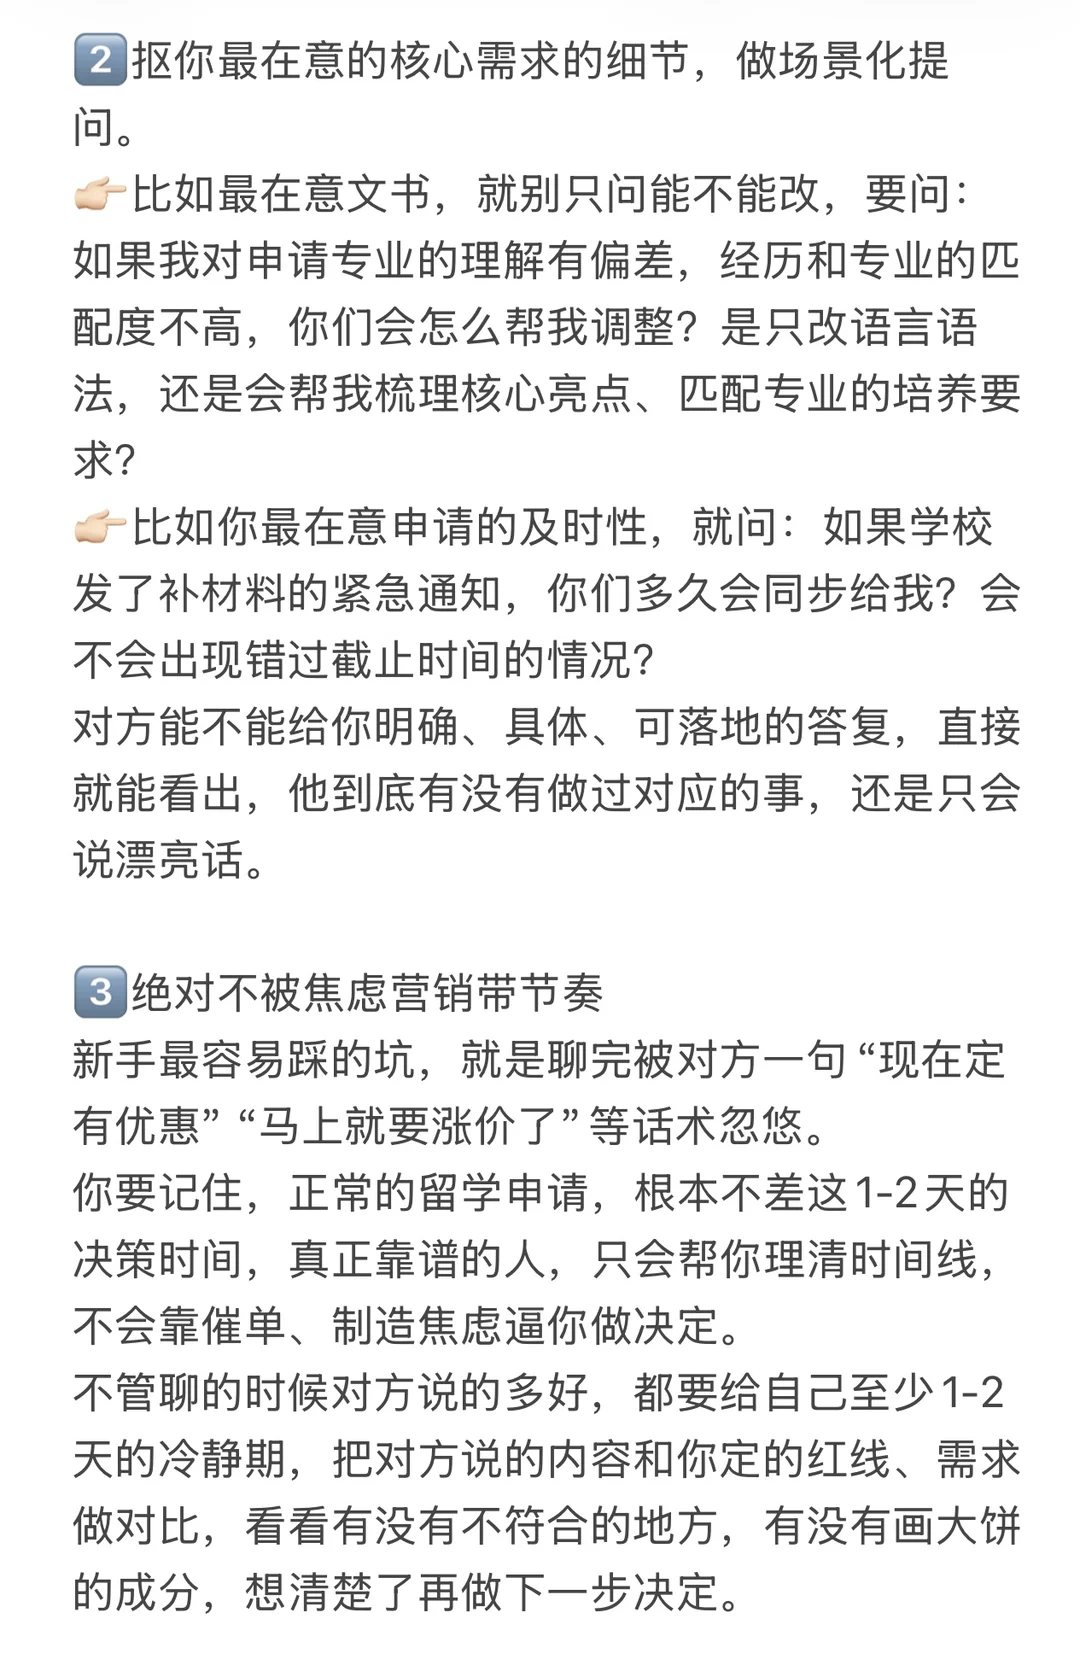 2️⃣抠你最在意的核心需求的细节，做场景化提
问。
👉🏻比如最在意文书，就别只问能不能改，要问：
如果我对申请专业的理解有偏差，经历和专业的匹
配度不高，你们会怎么帮我调整？是只改语言语
法，还是会帮我梳理核心亮点、匹配专业的培养要
求？
👉🏻比如你最在意申请的及时性，就问：如果学校
发了补材料的紧急通知，你们多久会同步给我？会
不会出现错过截止时间的情况？
对方能不能给你明确、具体、可落地的答复，直接
就能看出，他到底有没有做过对应的事，还是只会
说漂亮话。
3️⃣绝对不被焦虑营销带节奏
新手最容易踩的坑，就是聊完被对方一句“现在定
有优惠”“马上就要涨价了”等话术忽悠。
你要记住，正常的留学申请，根本不差这1-2天的
决策时间，真正靠谱的人，只会帮你理清时间线，
不会靠催单、制造焦虑逼你做决定。
不管聊的时候对方说的多好，都要给自己至少1-2
天的冷静期，把对方说的内容和你定的红线、需求
做对比，看看有没有不符合的地方，有没有画大饼
的成分，想清楚了再做下一步决定。